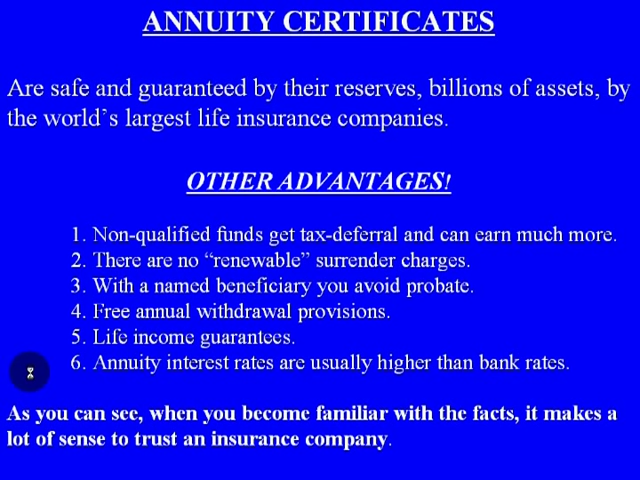 ANNUITY CERTIFICATES
Are safe and guaranteed by their reserves, billions of assets, by
the world's largest life insurance companies.
OTHER ADVANTAGES!
1. Non-qualified funds get tax-deferral and can earn much more.
2. There are no “renewable” surrender charges.
3. With a named beneficiary you avoid probate.
4. Free annual withdrawal provisions.
5. Life income guarantees.
6. Annuity interest rates are usually higher than bank rates.
As you can see, when you become familiar with the facts, it makes a
lot of sense to trust an insurance company.